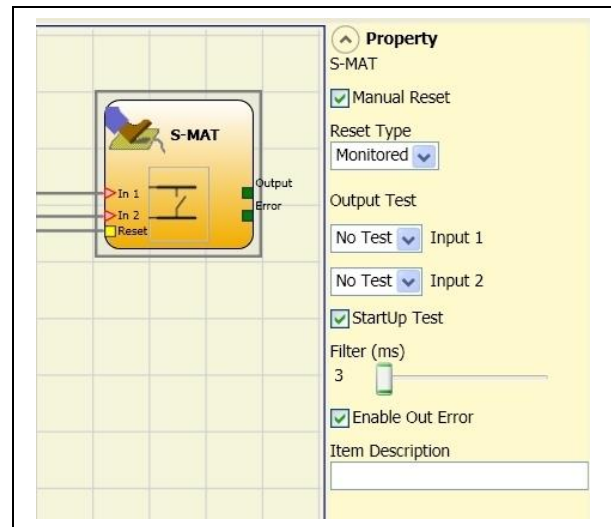 S-MAT
In 1
In 2
Reset
Output
Error
Property
S-MAT
Manual Reset
Reset Type
Monitored
Output Test
No Test Input 1
No Test Input 2
StartUp Test
Filter (ms)
3
Enable Out Error
Item Description